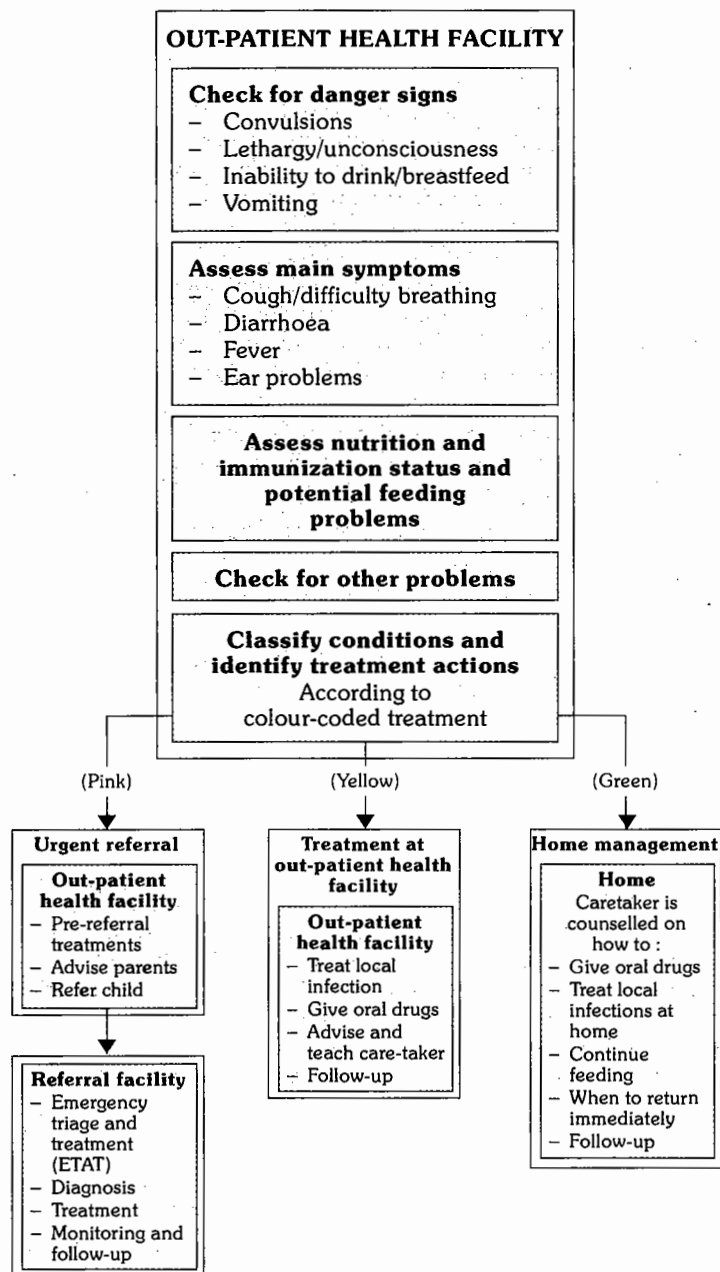 OUT-PATIENT HEALTH FACILITY
Check for danger signs
– Convulsions
– Lethargy/unconsciousness
– Inability to drink/breastfeed
– Vomiting
Assess main symptoms
– Cough/difficulty breathing
– Diarrhoea
– Fever
– Ear problems
Assess nutrition and
immunization status and
potential feeding
problems
Check for other problems
Classify conditions and
identify treatment actions
According to
colour-coded treatment
(Pink)
(Yellow)
(Green)
Urgent referral
Out-patient
health facility
– Pre-referral
treatments
– Advise parents
– Refer child
Referral facility
– Emergency
triage and
treatment
(ETAT)
– Diagnosis
– Treatment
– Monitoring and
follow-up
Treatment at
out-patient health
facility
Out-patient
health facility
– Treat local
infection
– Give oral drugs
– Advise and
teach care-taker
– Follow-up
Home management
Home
Caretaker is
counselled on
how to :
– Give oral drugs
– Treat local
infections at
home
– Continue
feeding
– When to return
immediately
– Follow-up